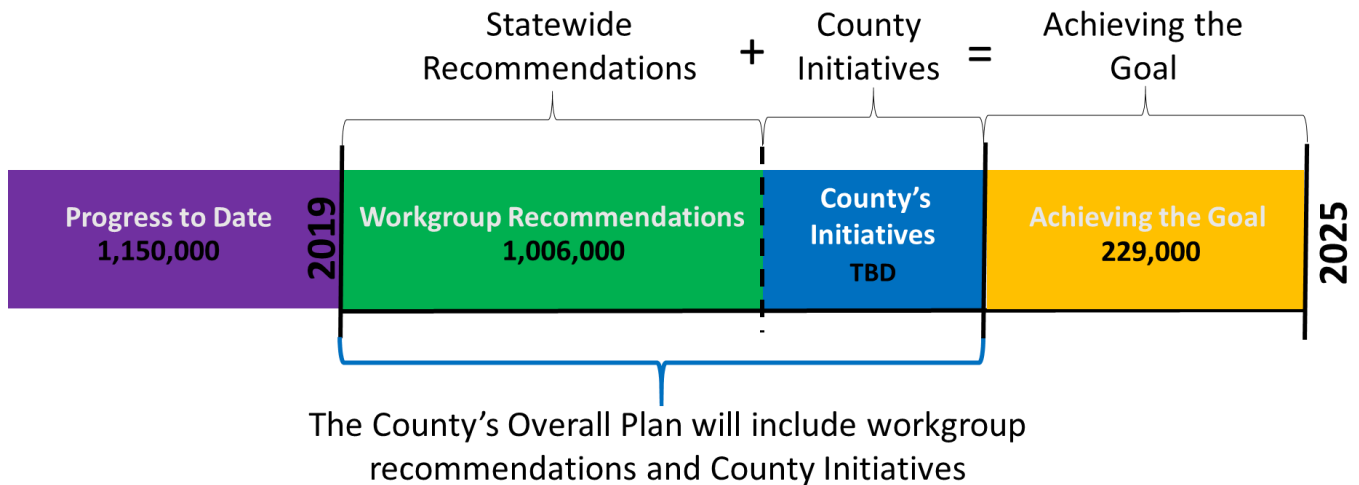 Statewide
Recommendations
+
County
Initiatives
=
Achieving the
Goal
Progress to Date
1,150,000
2019
Workgroup Recommendations
1,006,000
County’s
Initiatives
TBD
Achieving the Goal
229,000
2025
The County’s Overall Plan will include workgroup
recommendations and County Initiatives